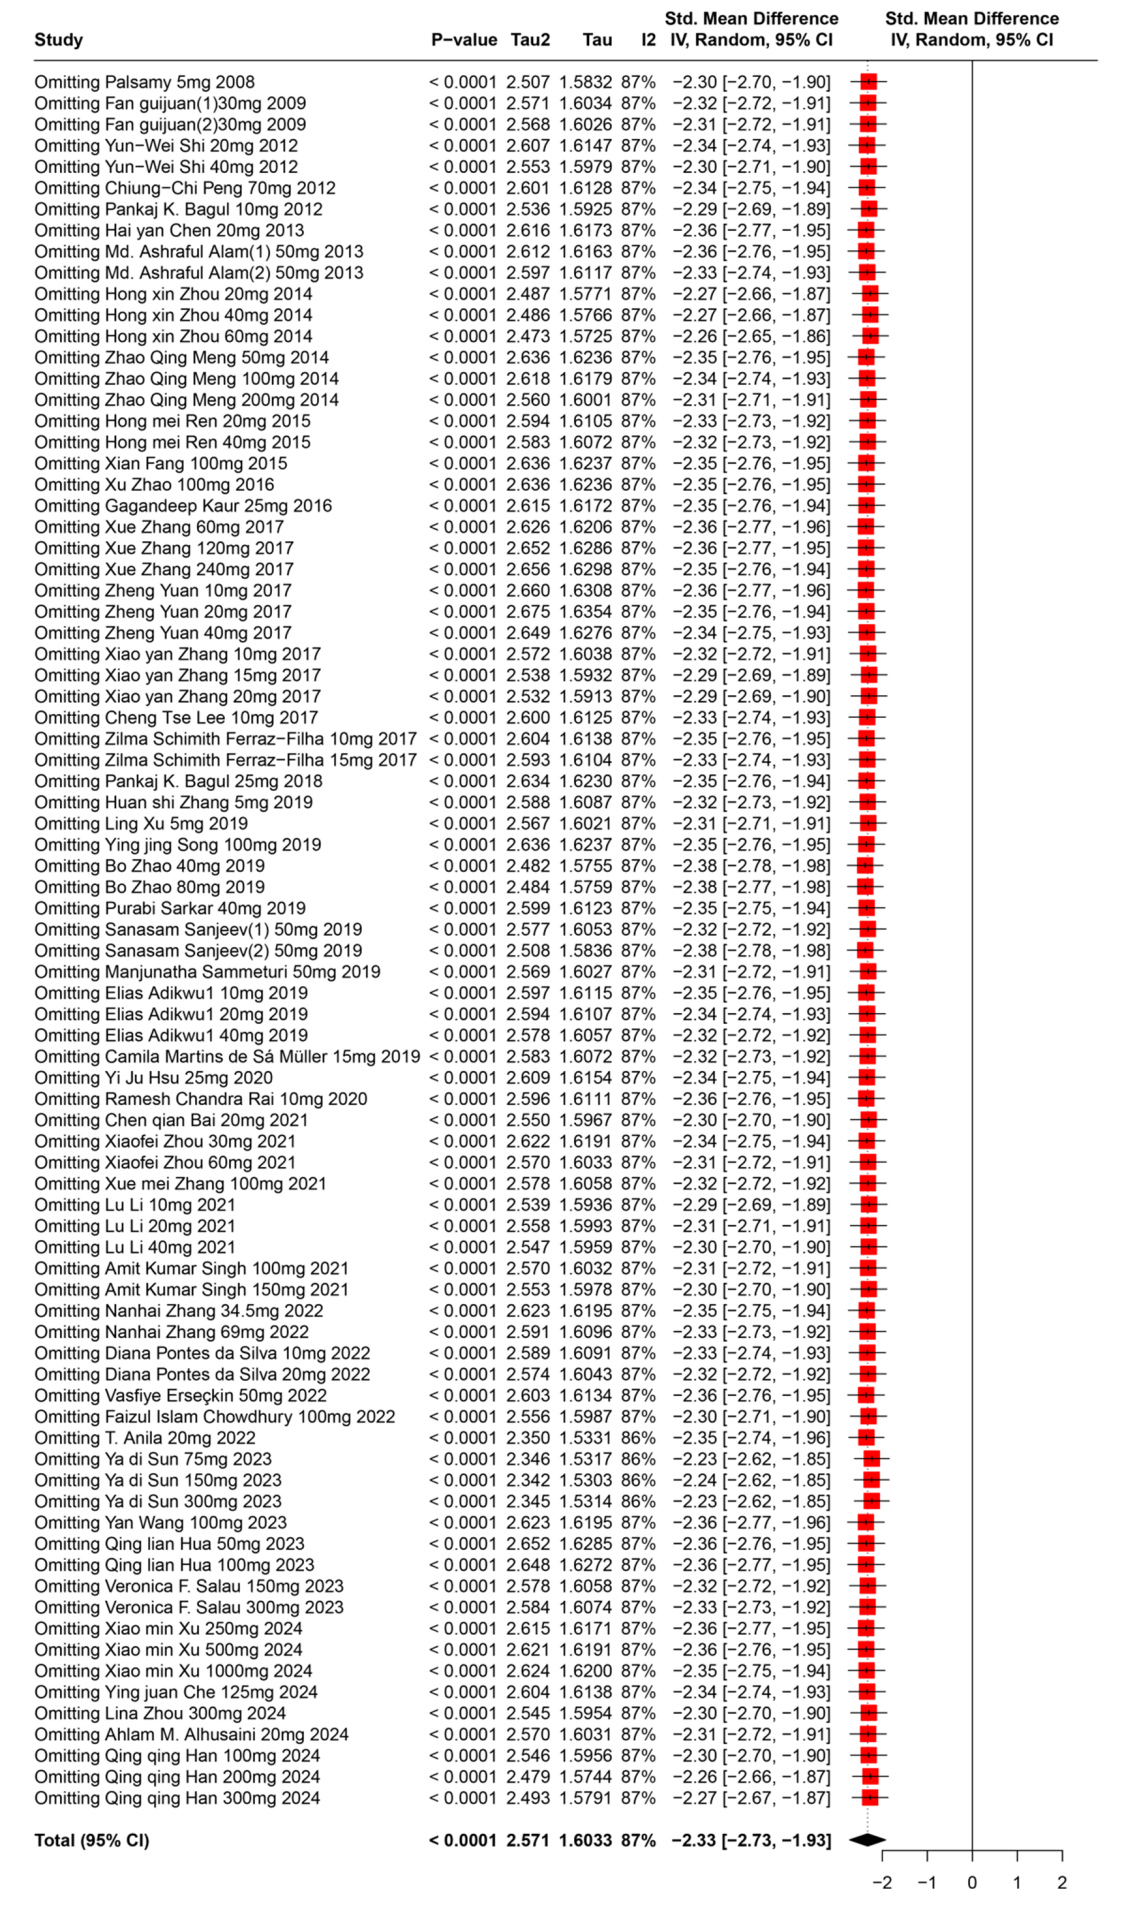 Std. Mean Difference Std. Mean Difference
Study P−value Tau2 Tau I2 IV, Random, 95% CI IV, Random, 95% CI
Omitting Palsamy 5mg 2008 < 0.0001 2.507 1.5832 87% −2.30 [−2.70, −1.90]
Omitting Fan guijuan(1)30mg 2009 < 0.0001 2.571 1.6034 87% −2.32 [−2.72, −1.91]
Omitting Fan guijuan(2)30mg 2009 < 0.0001 2.568 1.6026 87% −2.31 [−2.72, −1.91]
Omitting Yun−Wei Shi 20mg 2012 < 0.0001 2.607 1.6147 87% −2.34 [−2.74, −1.93]
Omitting Yun−Wei Shi 40mg 2012 < 0.0001 2.553 1.5979 87% −2.30 [−2.71, −1.90]
Omitting Chiung−Chi Peng 70mg 2012 < 0.0001 2.601 1.6128 87% −2.34 [−2.75, −1.94]
Omitting Pankaj K. Bagul 10mg 2012 < 0.0001 2.536 1.5925 87% −2.29 [−2.69, −1.89]
Omitting Hai yan Chen 20mg 2013 < 0.0001 2.616 1.6173 87% −2.36 [−2.77, −1.95]
Omitting Md. Ashraful Alam(1) 50mg 2013 < 0.0001 2.612 1.6163 87% −2.36 [−2.76, −1.95]
Omitting Md. Ashraful Alam(2) 50mg 2013 < 0.0001 2.597 1.6117 87% −2.33 [−2.74, −1.93]
Omitting Hong xin Zhou 20mg 2014 < 0.0001 2.487 1.5771 87% −2.27 [−2.66, −1.87]
Omitting Hong xin Zhou 40mg 2014 < 0.0001 2.486 1.5766 87% −2.27 [−2.66, −1.87]
Omitting Hong xin Zhou 60mg 2014 < 0.0001 2.473 1.5725 87% −2.26 [−2.65, −1.86]
Omitting Zhao Qing Meng 50mg 2014 < 0.0001 2.636 1.6236 87% −2.35 [−2.76, −1.95]
Omitting Zhao Qing Meng 100mg 2014 < 0.0001 2.618 1.6179 87% −2.34 [−2.74, −1.93]
Omitting Zhao Qing Meng 200mg 2014 < 0.0001 2.560 1.6001 87% −2.31 [−2.71, −1.91]
Omitting Hong mei Ren 20mg 2015 < 0.0001 2.594 1.6105 87% −2.33 [−2.73, −1.92]
Omitting Hong mei Ren 40mg 2015 < 0.0001 2.583 1.6072 87% −2.32 [−2.73, −1.92]
Omitting Xian Fang 100mg 2015 < 0.0001 2.636 1.6237 87% −2.35 [−2.76, −1.95]
Omitting Xu Zhao 100mg 2016 < 0.0001 2.636 1.6236 87% −2.35 [−2.76, −1.95]
Omitting Gagandeep Kaur 25mg 2016 < 0.0001 2.615 1.6172 87% −2.35 [−2.76, −1.94]
Omitting Xue Zhang 60mg 2017 < 0.0001 2.626 1.6206 87% −2.36 [−2.77, −1.96]
Omitting Xue Zhang 120mg 2017 < 0.0001 2.652 1.6286 87% −2.36 [−2.77, −1.95]
Omitting Xue Zhang 240mg 2017 < 0.0001 2.656 1.6298 87% −2.35 [−2.76, −1.94]
Omitting Zheng Yuan 10mg 2017 < 0.0001 2.660 1.6308 87% −2.36 [−2.77, −1.96]
Omitting Zheng Yuan 20mg 2017 < 0.0001 2.675 1.6354 87% −2.35 [−2.76, −1.94]
Omitting Zheng Yuan 40mg 2017 < 0.0001 2.649 1.6276 87% −2.34 [−2.75, −1.93]
Omitting Xiao yan Zhang 10mg 2017 < 0.0001 2.572 1.6038 87% −2.32 [−2.72, −1.91]
Omitting Xiao yan Zhang 15mg 2017 < 0.0001 2.538 1.5932 87% −2.29 [−2.69, −1.89]
Omitting Xiao yan Zhang 20mg 2017 < 0.0001 2.532 1.5913 87% −2.29 [−2.69, −1.90]
Omitting Cheng Tse Lee 10mg 2017 < 0.0001 2.600 1.6125 87% −2.33 [−2.74, −1.93]
Omitting Zilma Schimith Ferraz−Filha 10mg 2017 < 0.0001 2.604 1.6138 87% −2.35 [−2.76, −1.95]
Omitting Zilma Schimith Ferraz−Filha 15mg 2017 < 0.0001 2.593 1.6104 87% −2.33 [−2.74, −1.93]
Omitting Pankaj K. Bagul 25mg 2018 < 0.0001 2.634 1.6230 87% −2.35 [−2.76, −1.94]
Omitting Huan shi Zhang 5mg 2019 < 0.0001 2.588 1.6087 87% −2.32 [−2.73, −1.92]
Omitting Ling Xu 5mg 2019 < 0.0001 2.567 1.6021 87% −2.31 [−2.71, −1.91]
Omitting Ying jing Song 100mg 2019 < 0.0001 2.636 1.6237 87% −2.35 [−2.76, −1.95]
Omitting Bo Zhao 40mg 2019 < 0.0001 2.482 1.5755 87% −2.38 [−2.78, −1.98]
Omitting Bo Zhao 80mg 2019 < 0.0001 2.484 1.5759 87% −2.38 [−2.77, −1.98]
Omitting Purabi Sarkar 40mg 2019 < 0.0001 2.599 1.6123 87% −2.35 [−2.75, −1.94]
Omitting Sanasam Sanjeev(1) 50mg 2019 < 0.0001 2.577 1.6053 87% −2.32 [−2.72, −1.92]
Omitting Sanasam Sanjeev(2) 50mg 2019 < 0.0001 2.508 1.5836 87% −2.38 [−2.78, −1.98]
Omitting Manjunatha Sammeturi 50mg 2019 < 0.0001 2.569 1.6027 87% −2.31 [−2.72, −1.91]
Omitting Elias Adikwu1 10mg 2019 < 0.0001 2.597 1.6115 87% −2.35 [−2.76, −1.95]
Omitting Elias Adikwu1 20mg 2019 < 0.0001 2.594 1.6107 87% −2.34 [−2.74, −1.93]
Omitting Elias Adikwu1 40mg 2019 < 0.0001 2.578 1.6057 87% −2.32 [−2.72, −1.92]
Omitting Camila Martins de Sá Müller 15mg 2019 < 0.0001 2.583 1.6072 87% −2.32 [−2.73, −1.92]
Omitting Yi Ju Hsu 25mg 2020 < 0.0001 2.609 1.6154 87% −2.34 [−2.75, −1.94]
Omitting Ramesh Chandra Rai 10mg 2020 < 0.0001 2.596 1.6111 87% −2.36 [−2.76, −1.95]
Omitting Chen qian Bai 20mg 2021 < 0.0001 2.550 1.5967 87% −2.30 [−2.70, −1.90]
Omitting Xiaofei Zhou 30mg 2021 < 0.0001 2.622 1.6191 87% −2.34 [−2.75, −1.94]
Omitting Xiaofei Zhou 60mg 2021 < 0.0001 2.570 1.6033 87% −2.31 [−2.72, −1.91]
Omitting Xue mei Zhang 100mg 2021 < 0.0001 2.578 1.6058 87% −2.32 [−2.72, −1.92]
Omitting Lu Li 10mg 2021 < 0.0001 2.539 1.5936 87% −2.29 [−2.69, −1.89]
Omitting Lu Li 20mg 2021 < 0.0001 2.558 1.5993 87% −2.31 [−2.71, −1.91]
Omitting Lu Li 40mg 2021 < 0.0001 2.547 1.5959 87% −2.30 [−2.70, −1.90]
Omitting Amit Kumar Singh 100mg 2021 < 0.0001 2.570 1.6032 87% −2.31 [−2.72, −1.91]
Omitting Amit Kumar Singh 150mg 2021 < 0.0001 2.553 1.5978 87% −2.30 [−2.70, −1.90]
Omitting Nanhai Zhang 34.5mg 2022 < 0.0001 2.623 1.6195 87% −2.35 [−2.75, −1.94]
Omitting Nanhai Zhang 69mg 2022 < 0.0001 2.591 1.6096 87% −2.33 [−2.73, −1.92]
Omitting Diana Pontes da Silva 10mg 2022 < 0.0001 2.589 1.6091 87% −2.33 [−2.74, −1.93]
Omitting Diana Pontes da Silva 20mg 2022 < 0.0001 2.574 1.6043 87% −2.32 [−2.72, −1.92]
Omitting Vasfiye Erseçkin 50mg 2022 < 0.0001 2.603 1.6134 87% −2.36 [−2.76, −1.95]
Omitting Faizul Islam Chowdhury 100mg 2022 < 0.0001 2.556 1.5987 87% −2.30 [−2.71, −1.90]
Omitting T. Anila 20mg 2022 < 0.0001 2.350 1.5331 86% −2.35 [−2.74, −1.96]
Omitting Ya di Sun 75mg 2023 < 0.0001 2.346 1.5317 86% −2.23 [−2.62, −1.85]
Omitting Ya di Sun 150mg 2023 < 0.0001 2.342 1.5303 86% −2.24 [−2.62, −1.85]
Omitting Ya di Sun 300mg 2023 < 0.0001 2.345 1.5314 86% −2.23 [−2.62, −1.85]
Omitting Yan Wang 100mg 2023 < 0.0001 2.623 1.6195 87% −2.36 [−2.77, −1.96]
Omitting Qing lian Hua 50mg 2023 < 0.0001 2.652 1.6285 87% −2.36 [−2.76, −1.95]
Omitting Qing lian Hua 100mg 2023 < 0.0001 2.648 1.6272 87% −2.36 [−2.77, −1.95]
Omitting Veronica F. Salau 150mg 2023 < 0.0001 2.578 1.6058 87% −2.32 [−2.72, −1.92]
Omitting Veronica F. Salau 300mg 2023 < 0.0001 2.584 1.6074 87% −2.33 [−2.73, −1.92]
Omitting Xiao min Xu 250mg 2024 < 0.0001 2.615 1.6171 87% −2.36 [−2.77, −1.95]
Omitting Xiao min Xu 500mg 2024 < 0.0001 2.621 1.6191 87% −2.36 [−2.76, −1.95]
Omitting Xiao min Xu 1000mg 2024 < 0.0001 2.624 1.6200 87% −2.35 [−2.75, −1.94]
Omitting Ying juan Che 125mg 2024 < 0.0001 2.604 1.6138 87% −2.34 [−2.74, −1.93]
Omitting Lina Zhou 300mg 2024 < 0.0001 2.545 1.5954 87% −2.30 [−2.70, −1.90]
Omitting Ahlam M. Alhusaini 20mg 2024 < 0.0001 2.570 1.6031 87% −2.31 [−2.72, −1.91]
Omitting Qing qing Han 100mg 2024 < 0.0001 2.546 1.5956 87% −2.30 [−2.70, −1.90]
Omitting Qing qing Han 200mg 2024 < 0.0001 2.479 1.5744 87% −2.26 [−2.66, −1.87]
Omitting Qing qing Han 300mg 2024 < 0.0001 2.493 1.5791 87% −2.27 [−2.67, −1.87]
Total (95% CI) < 0.0001 2.571 1.6033 87% −2.33 [−2.73, −1.93]
−2 −1 0 1 2